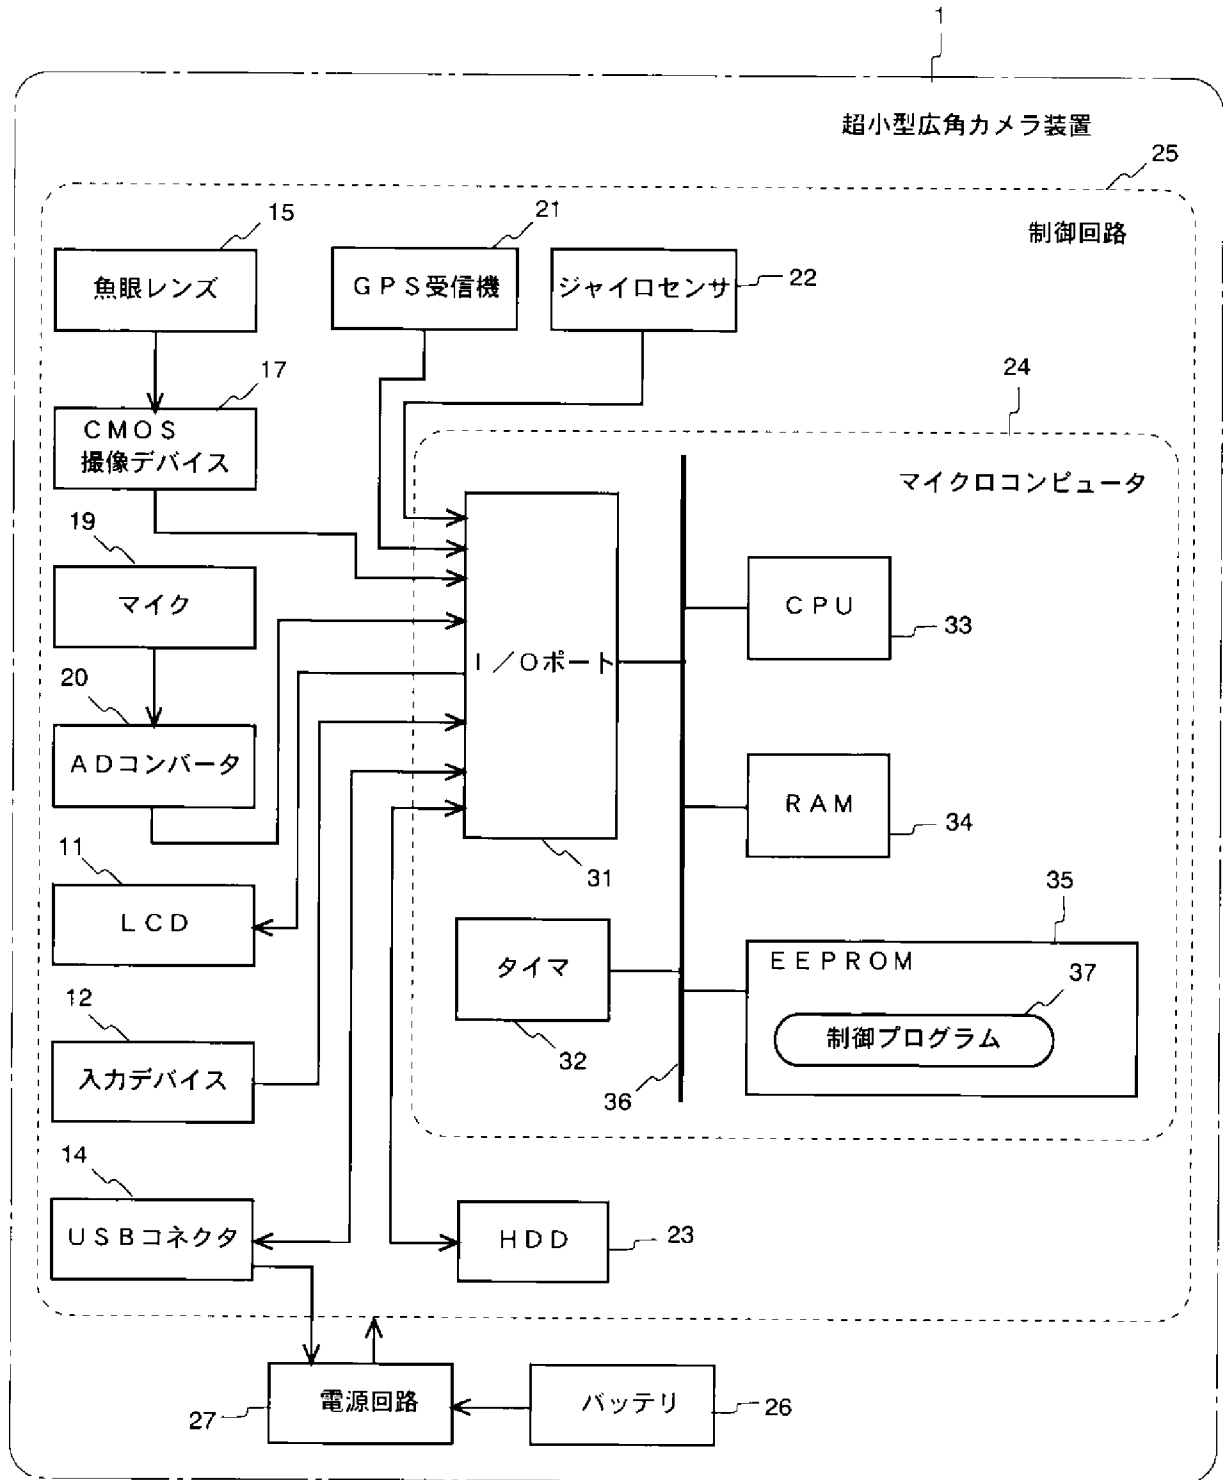 1
超小型広角カメラ装置
25
制御回路
15
魚眼レンズ
21
ＧＰＳ受信機
ジャイロセンサ
22
17
ＣＭＯＳ
撮像デバイス
24
マイクロコンピュータ
19
マイク
20
ＡＤコンバータ
Ｉ／Ｏポート
31
ＣＰＵ
33
ＲＡＭ
34
11
ＬＣＤ
タイマ
32
35
ＥＥＰＲＯＭ
37
制御プログラム
36
12
入力デバイス
14
ＵＳＢコネクタ
ＨＤＤ
23
電源回路
27
バッテリ
26